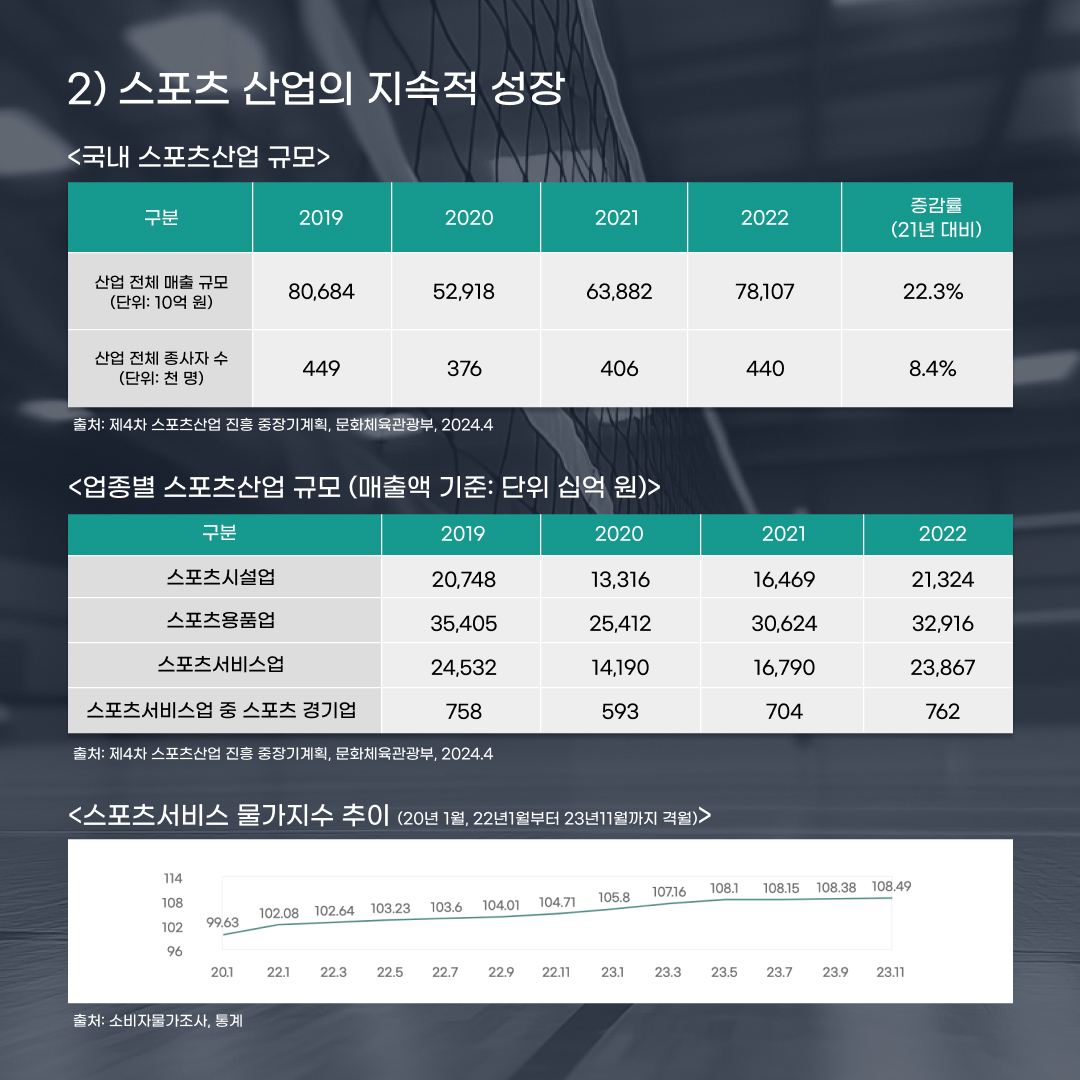 2) 스포츠 산업의 지속적 성장
<국내 스포츠산업 규모>
구분 2019 2020 2021 2022 증감률
(21년 대비)
산업 전체 매출 규모
(단위: 10억 원) 80,684 52,918 63,882 78,107 22.3%
산업 전체 종사자 수
(단위: 천 명) 449 376 406 440 8.4%
출처: 제4차 스포츠산업 진흥 중장기계획, 문화체육관광부, 2024.4
<업종별 스포츠산업 규모 (매출액 기준: 단위 십억 원)>
구분 2019 2020 2021 2022
스포츠시설업 20,748 13,316 16,469 21,324
스포츠용품업 35,405 25,412 30,624 32,916
스포츠서비스업 24,532 14,190 16,790 23,867
스포츠서비스업 중 스포츠 경기업 758 593 704 762
출처: 제4차 스포츠산업 진흥 중장기계획, 문화체육관광부, 2024.4
<스포츠서비스 물가지수 추이 (20년 1월, 22년1월부터 23년11월까지 격월)>
114
108
102
96
99.63 102.08 102.64 103.23 103.6 104.01 104.71 105.8 107.16 108.1 108.15 108.38 108.49
20.1 22.1 22.3 22.5 22.7 22.9 22.11 23.1 23.3 23.5 23.7 23.9 23.11
출처: 소비자물가조사, 통계